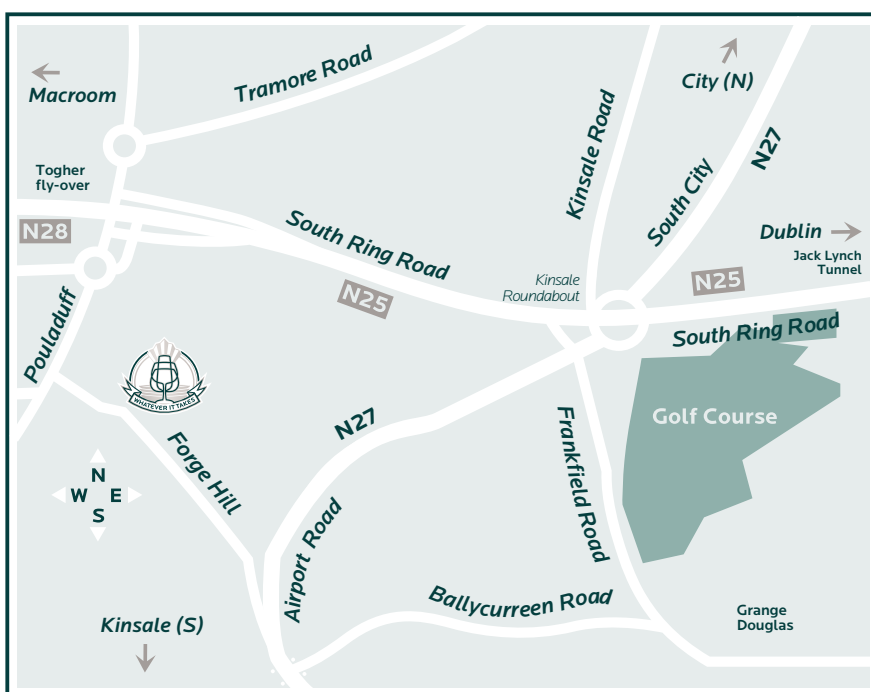 Tramore Road
Macroom
City (N)
Kinsale Road
N27
South City
Togher
fly-over
N28
South Ring Road
Dublin
Jack Lynch
Tunnel
N25
Kinsale
Roundabout
N25
South Ring Road
Pouladuff
WHATEVER IT TAKES
N27
Golf Course
Forge Hill
Frankfield Road
N
W E
S
Airport Road
Ballycurreen Road
Kinsale (S)
Grange
Douglas